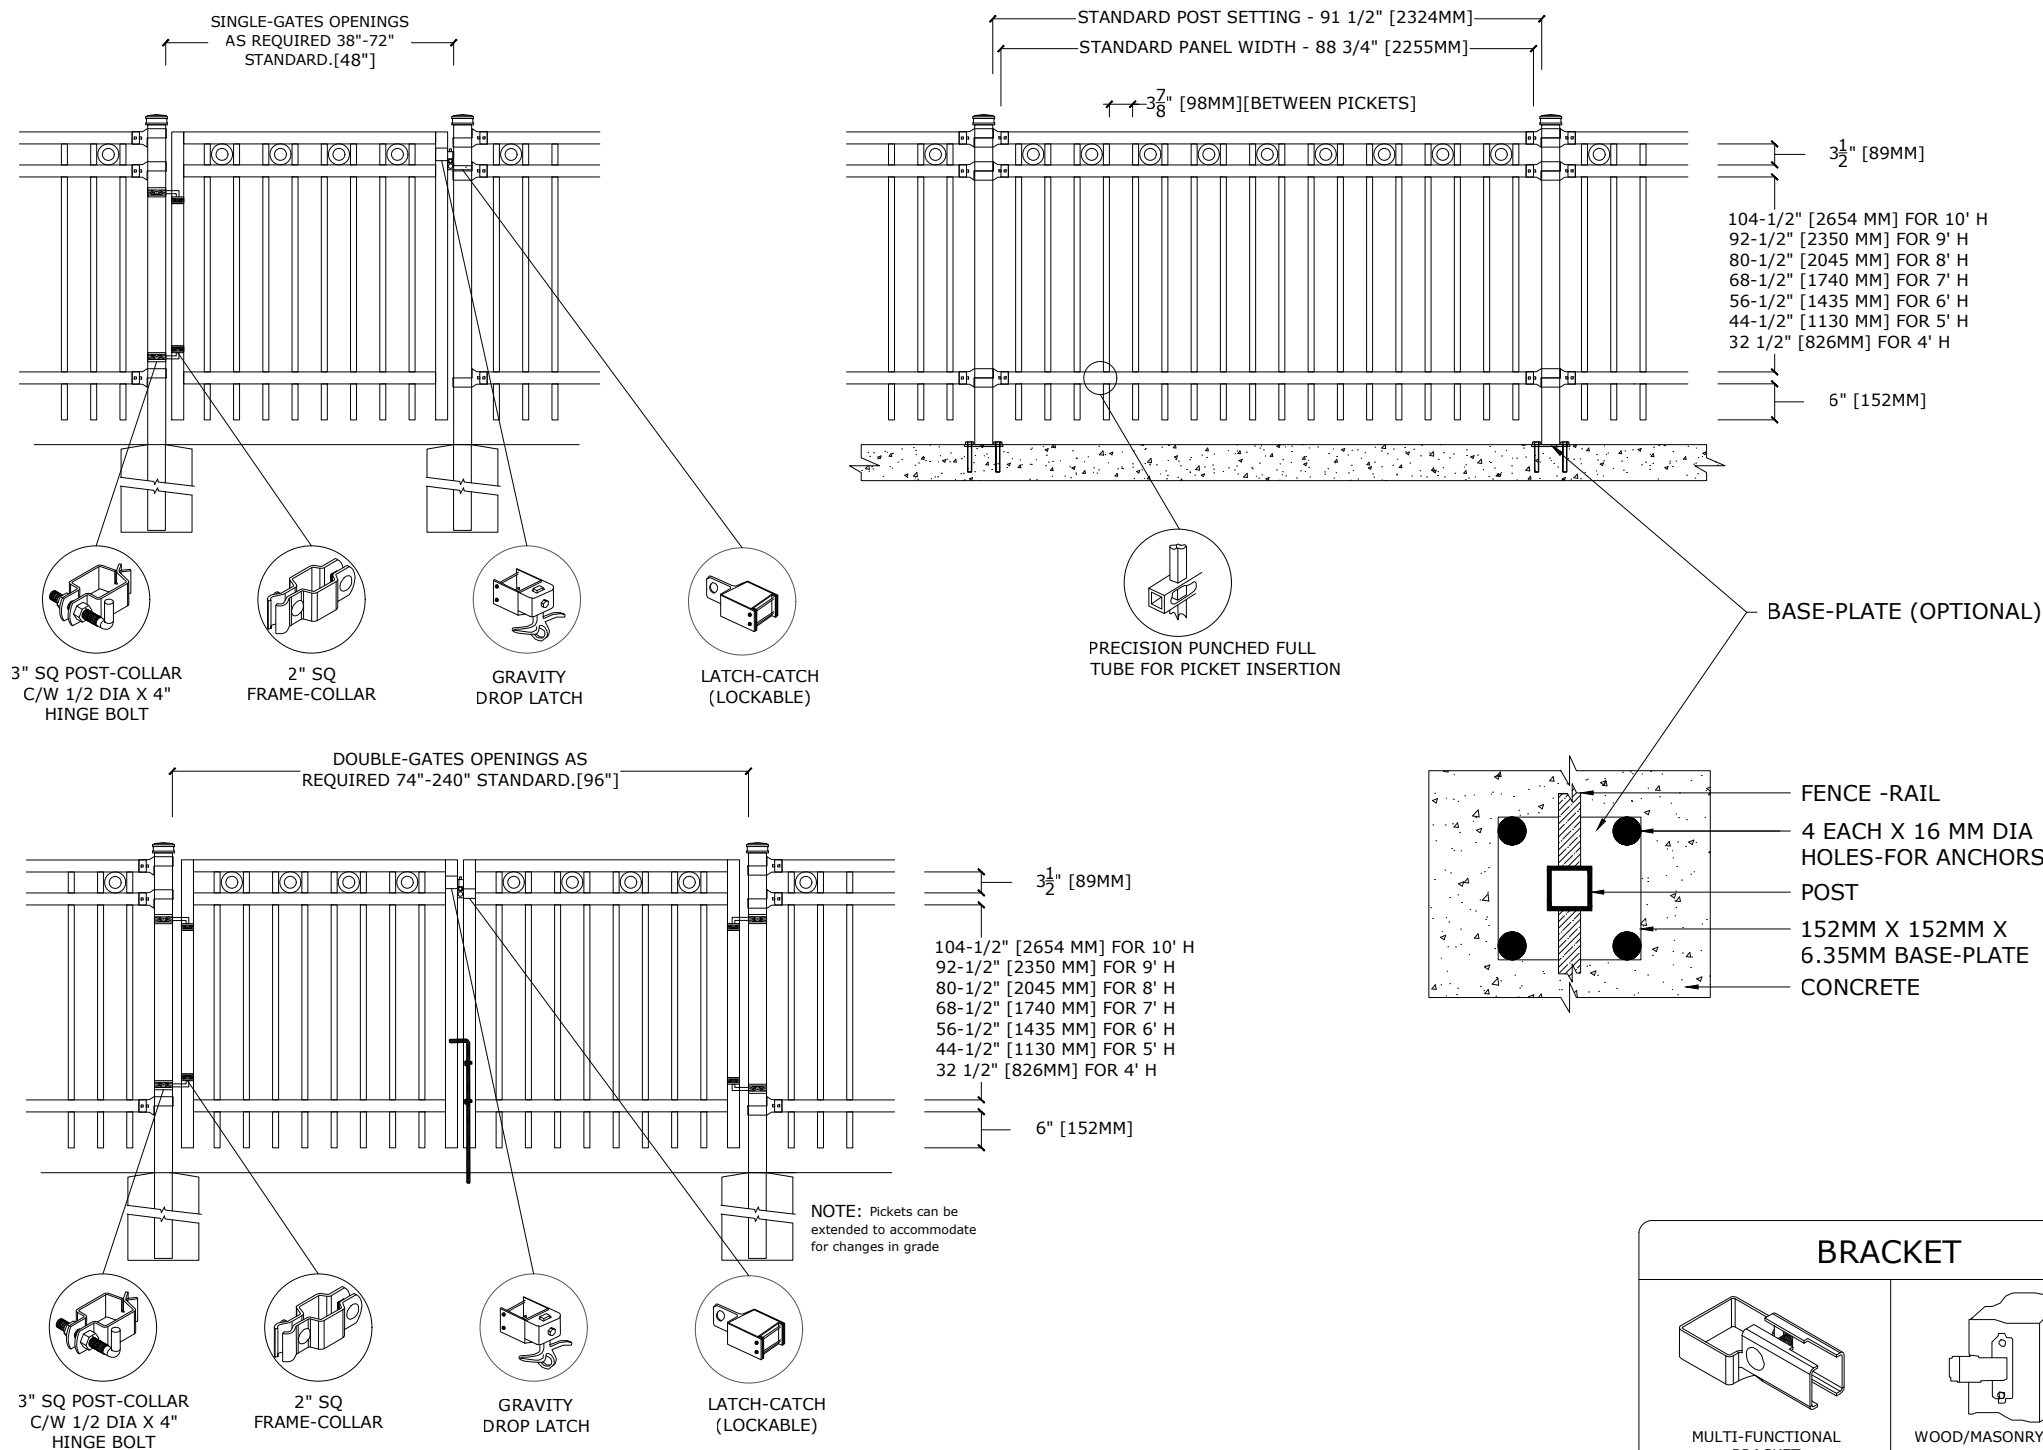 SINGLE-GATES OPENINGS
AS REQUIRED 38"-72"
STANDARD.[48"]
STANDARD POST SETTING - 91 1/2" [2324MM]
STANDARD PANEL WIDTH - 88 3/4" [2255MM]
3 7/8" [98MM][BETWEEN PICKETS]
3 1/2" [89MM]
104-1/2" [2654 MM] FOR 10' H
92-1/2" [2350 MM] FOR 9' H
80-1/2" [2045 MM] FOR 8' H
68-1/2" [1740 MM] FOR 7' H
56-1/2" [1435 MM] FOR 6' H
44-1/2" [1130 MM] FOR 5' H
32 1/2" [826MM] FOR 4' H
6" [152MM]
3" SQ POST-COLLAR
C/W 1/2 DIA X 4"
HINGE BOLT
2" SQ
FRAME-COLLAR
GRAVITY
DROP LATCH
LATCH-CATCH
(LOCKABLE)
PRECISION PUNCHED FULL
TUBE FOR PICKET INSERTION
BASE-PLATE (OPTIONAL)
FENCE -RAIL
4 EACH X 16 MM DIA
HOLES-FOR ANCHORS
POST
152MM X 152MM X
6.35MM BASE-PLATE
CONCRETE
DOUBLE-GATES OPENINGS AS
REQUIRED 74"-240" STANDARD.[96"]
3 1/2" [89MM]
104-1/2" [2654 MM] FOR 10' H
92-1/2" [2350 MM] FOR 9' H
80-1/2" [2045 MM] FOR 8' H
68-1/2" [1740 MM] FOR 7' H
56-1/2" [1435 MM] FOR 6' H
44-1/2" [1130 MM] FOR 5' H
32 1/2" [826MM] FOR 4' H
6" [152MM]
NOTE: Pickets can be
extended to accommodate
for changes in grade
3" SQ POST-COLLAR
C/W 1/2 DIA X 4"
HINGE BOLT
2" SQ
FRAME-COLLAR
GRAVITY
DROP LATCH
LATCH-CATCH
(LOCKABLE)
BRACKET
MULTI-FUNCTIONAL
WOOD/MASONRY